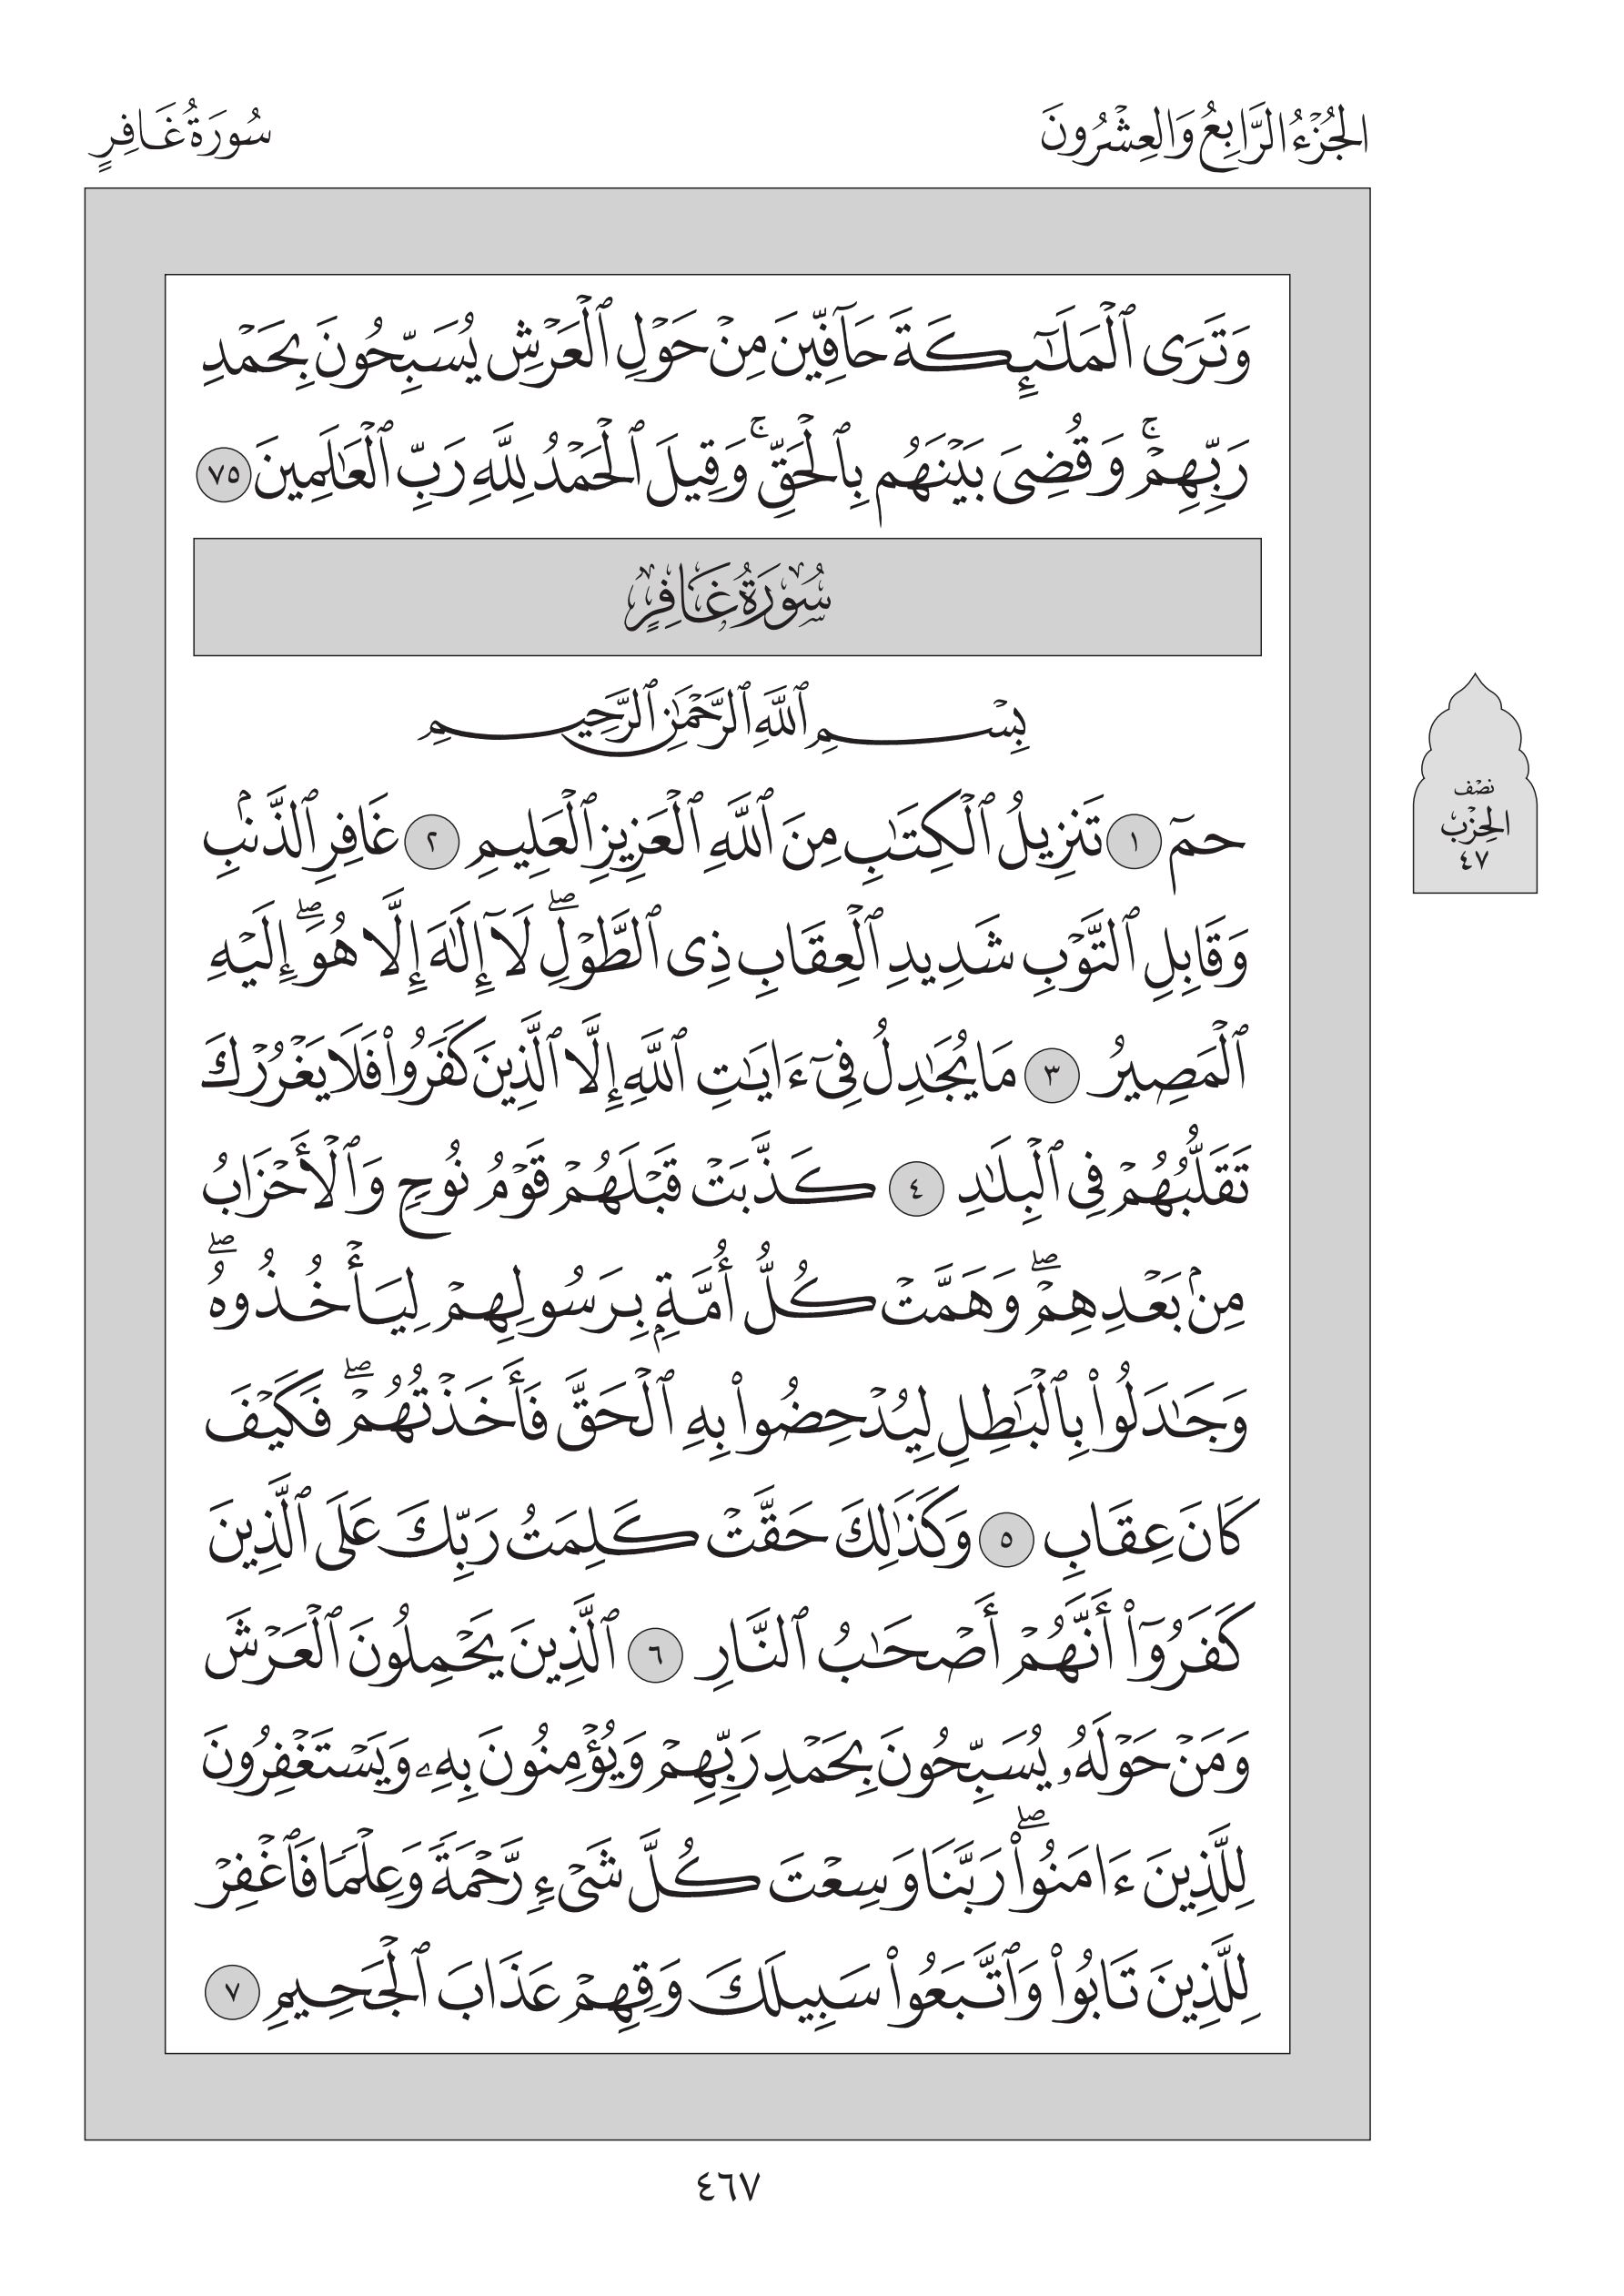 الجُزْءُ الرَّابِعُ وَالعِشْرُونَ
سُورَةُ غَافِرٍ
وَتَرَى ٱلْمَلَـٰٓئِكَةَ حَآفِّينَ مِنْ حَوْلِ ٱلْعَرْشِ يُسَبِّحُونَ بِحَمْدِ
رَبِّهِمْ ۚ وَقُضِىَ بَيْنَهُم بِٱلْحَقِّ ۚ وَقِيلَ ٱلْحَمْدُ لِلَّهِ رَبِّ ٱلْعَـٰلَمِينَ ٧٥
سُورَةُ غَافِرٍ
بِسْمِ ٱللَّهِ ٱلرَّحْمَـٰنِ ٱلرَّحِيمِ
حمٓ ١ تَنزِيلُ ٱلْكِتَـٰبِ مِنَ ٱللَّهِ ٱلْعَزِيزِ ٱلْعَلِيمِ ٢ غَافِرِ ٱلذَّنۢبِ
وَقَابِلِ ٱلتَّوْبِ شَدِيدِ ٱلْعِقَابِ ذِى ٱلطَّوْلِ ۖ لَآ إِلَـٰهَ إِلَّا هُوَ ۖ إِلَيْهِ
ٱلْمَصِيرُ ٣ مَا يُجَـٰدِلُ فِىٓ ءَايَـٰتِ ٱللَّهِ إِلَّا ٱلَّذِينَ كَفَرُوا۟ فَلَا يَغْرُرْكَ
تَقَلُّبُهُمْ فِى ٱلْبِلَـٰدِ ٤ كَذَّبَتْ قَبْلَهُمْ قَوْمُ نُوحٍ وَٱلْأَحْزَابُ
مِنۢ بَعْدِهِمْ ۖ وَهَمَّتْ كُلُّ أُمَّةٍۭ بِرَسُولِهِمْ لِيَأْخُذُوهُ ۖ
وَجَـٰدَلُوا۟ بِٱلْبَـٰطِلِ لِيُدْحِضُوا۟ بِهِ ٱلْحَقَّ فَأَخَذْتُهُمْ ۖ فَكَيْفَ
كَانَ عِقَابِ ٥ وَكَذَٰلِكَ حَقَّتْ كَلِمَتُ رَبِّكَ عَلَى ٱلَّذِينَ
كَفَرُوٓا۟ أَنَّهُمْ أَصْحَـٰبُ ٱلنَّارِ ٦ ٱلَّذِينَ يَحْمِلُونَ ٱلْعَرْشَ
وَمَنْ حَوْلَهُۥ يُسَبِّحُونَ بِحَمْدِ رَبِّهِمْ وَيُؤْمِنُونَ بِهِۦ وَيَسْتَغْفِرُونَ
لِلَّذِينَ ءَامَنُوا۟ ۖ رَبَّنَا وَسِعْتَ كُلَّ شَىْءٍ رَّحْمَةً وَعِلْمًا فَٱغْفِرْ
لِلَّذِينَ تَابُوا۟ وَٱتَّبَعُوا۟ سَبِيلَكَ وَقِهِمْ عَذَابَ ٱلْجَحِيمِ ٧
نصْف
الحِزْب
٤٧
٤٦٧